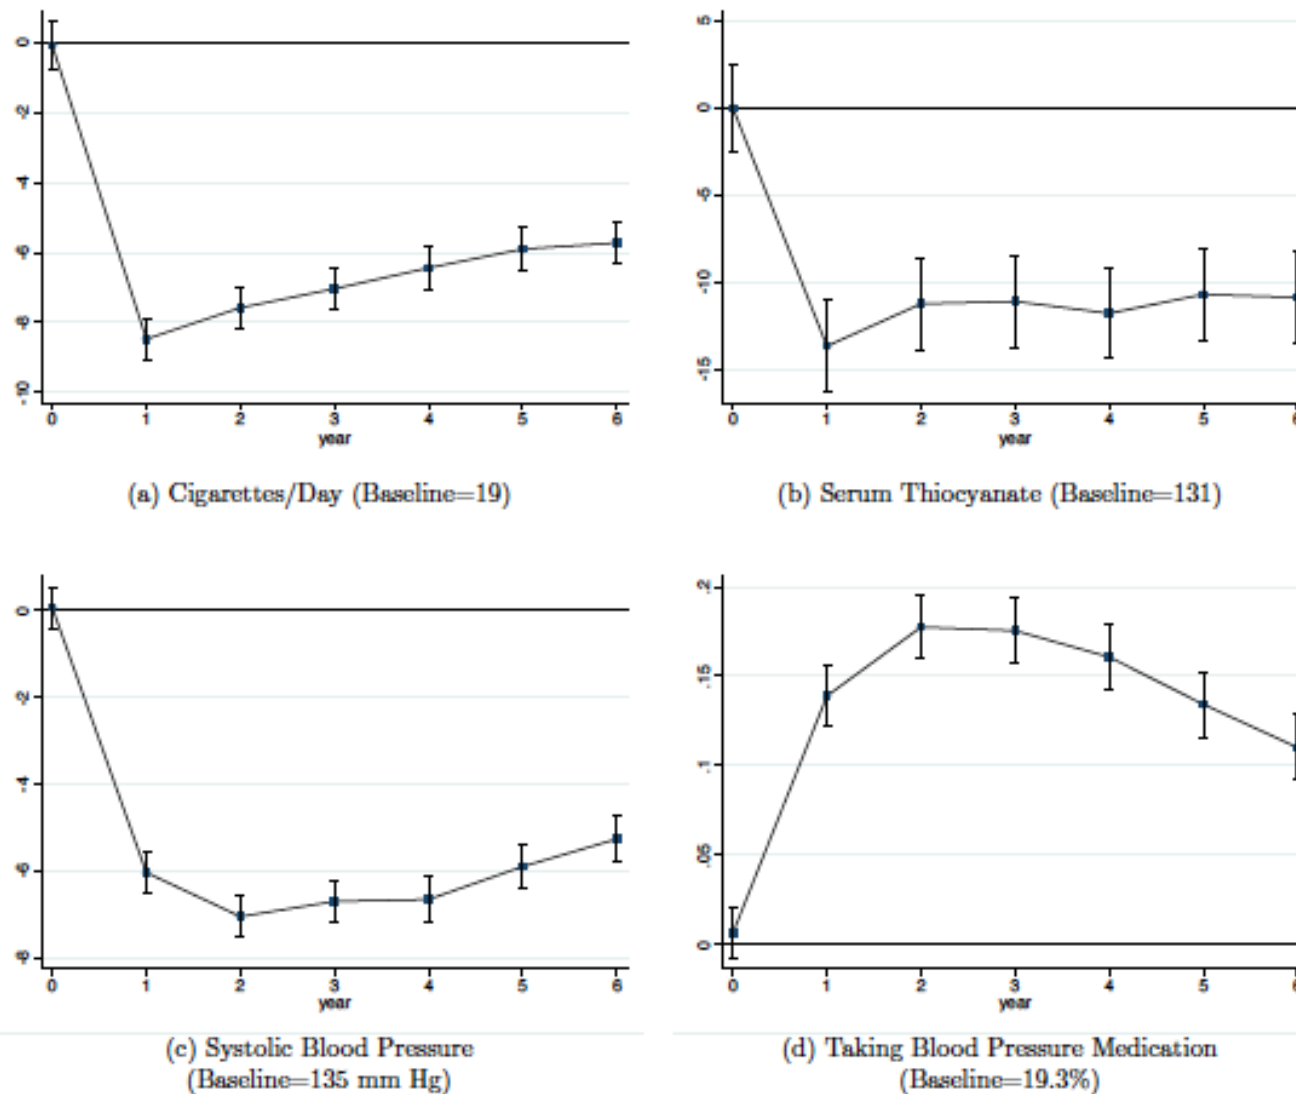 0
-2
-4
-6
-8
-10
0 1 2 3 4 5 6
year
(a) Cigarettes/Day (Baseline=19)
5
0
-5
-10
-15
0 1 2 3 4 5 6
year
(b) Serum Thiocyanate (Baseline=131)
0
-2
-4
-6
-8
0 1 2 3 4 5 6
year
(c) Systolic Blood Pressure
(Baseline=135 mm Hg)
.2
.15
.1
.05
0
0 1 2 3 4 5 6
year
(d) Taking Blood Pressure Medication
(Baseline=19.3%)